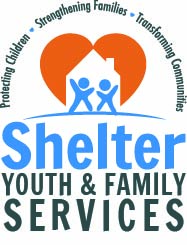 Protecting Children • Strengthening Families • Transforming Communities
Shelter
YOUTH & FAMILY
SERVICES